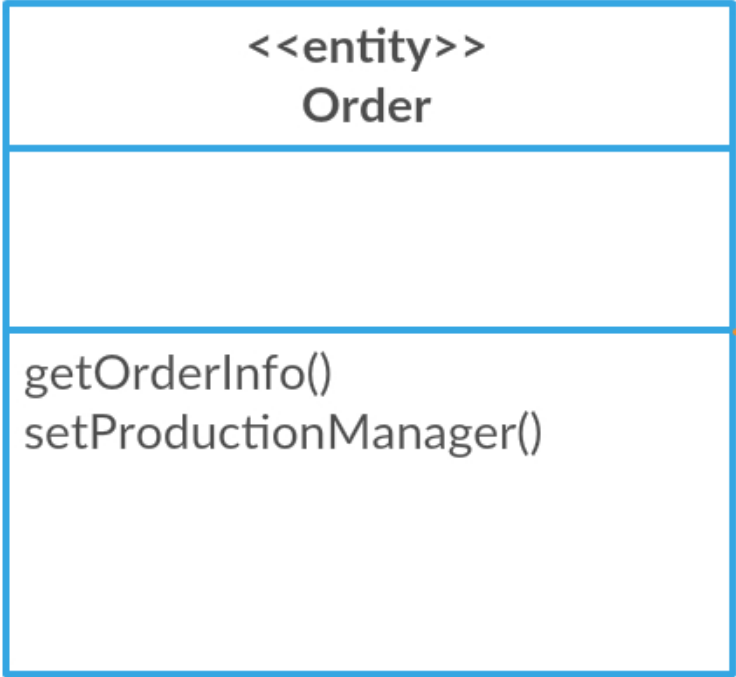 <<entity>>
Order
getOrderInfo()
setProductionManager()